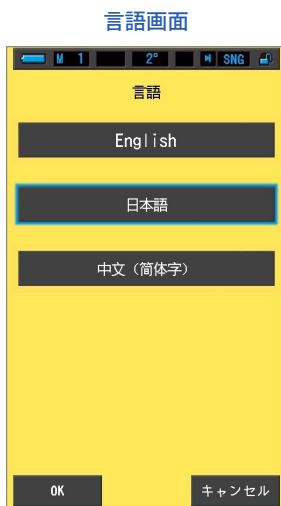 言語画面
M 1 2° SNG
言語
English
日本語
中文（简体字）
OK キャンセル